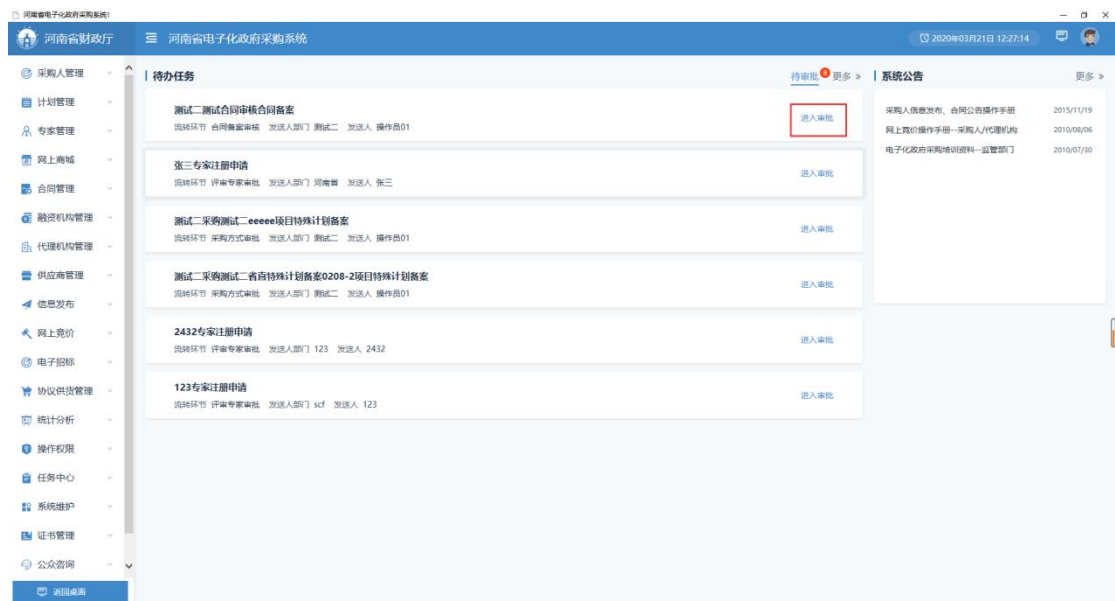 河南省电子化政府采购系统!
河南省财政厅
河南省电子化政府采购系统
2020年03月21日 12:27:14
采购人管理
计划管理
专家管理
网上商城
合同管理
融资机构管理
代理机构管理
供应商管理
信息发布
网上竞价
电子招标
协议供货管理
统计分析
操作权限
任务中心
系统维护
证书管理
公众咨询
返回桌面
待办任务
待审批 8 更多 »
测试二测试合同审核合同备案
流转环节 合同备案审核 发送人部门 测试二 发送人 操作员01
进入审批
张三专家注册申请
流转环节 评审专家审批 发送人部门 河南省 发送人 张三
进入审批
测试二采购测试二eeeee项目特殊计划备案
流转环节 采购方式审批 发送人部门 测试二 发送人 操作员01
进入审批
测试二采购测试二省直特殊计划备案0208-2项目特殊计划备案
流转环节 采购方式审批 发送人部门 测试二 发送人 操作员01
进入审批
2432专家注册申请
流转环节 评审专家审批 发送人部门 123 发送人 2432
进入审批
123专家注册申请
流转环节 评审专家审批 发送人部门 scf 发送人 123
进入审批
系统公告
更多 »
采购人信息发布、合同公告操作手册 2015/11/19
网上竞价操作手册--采购人/代理机构 2010/08/06
电子化政府采购培训资料--监管部门 2010/07/30